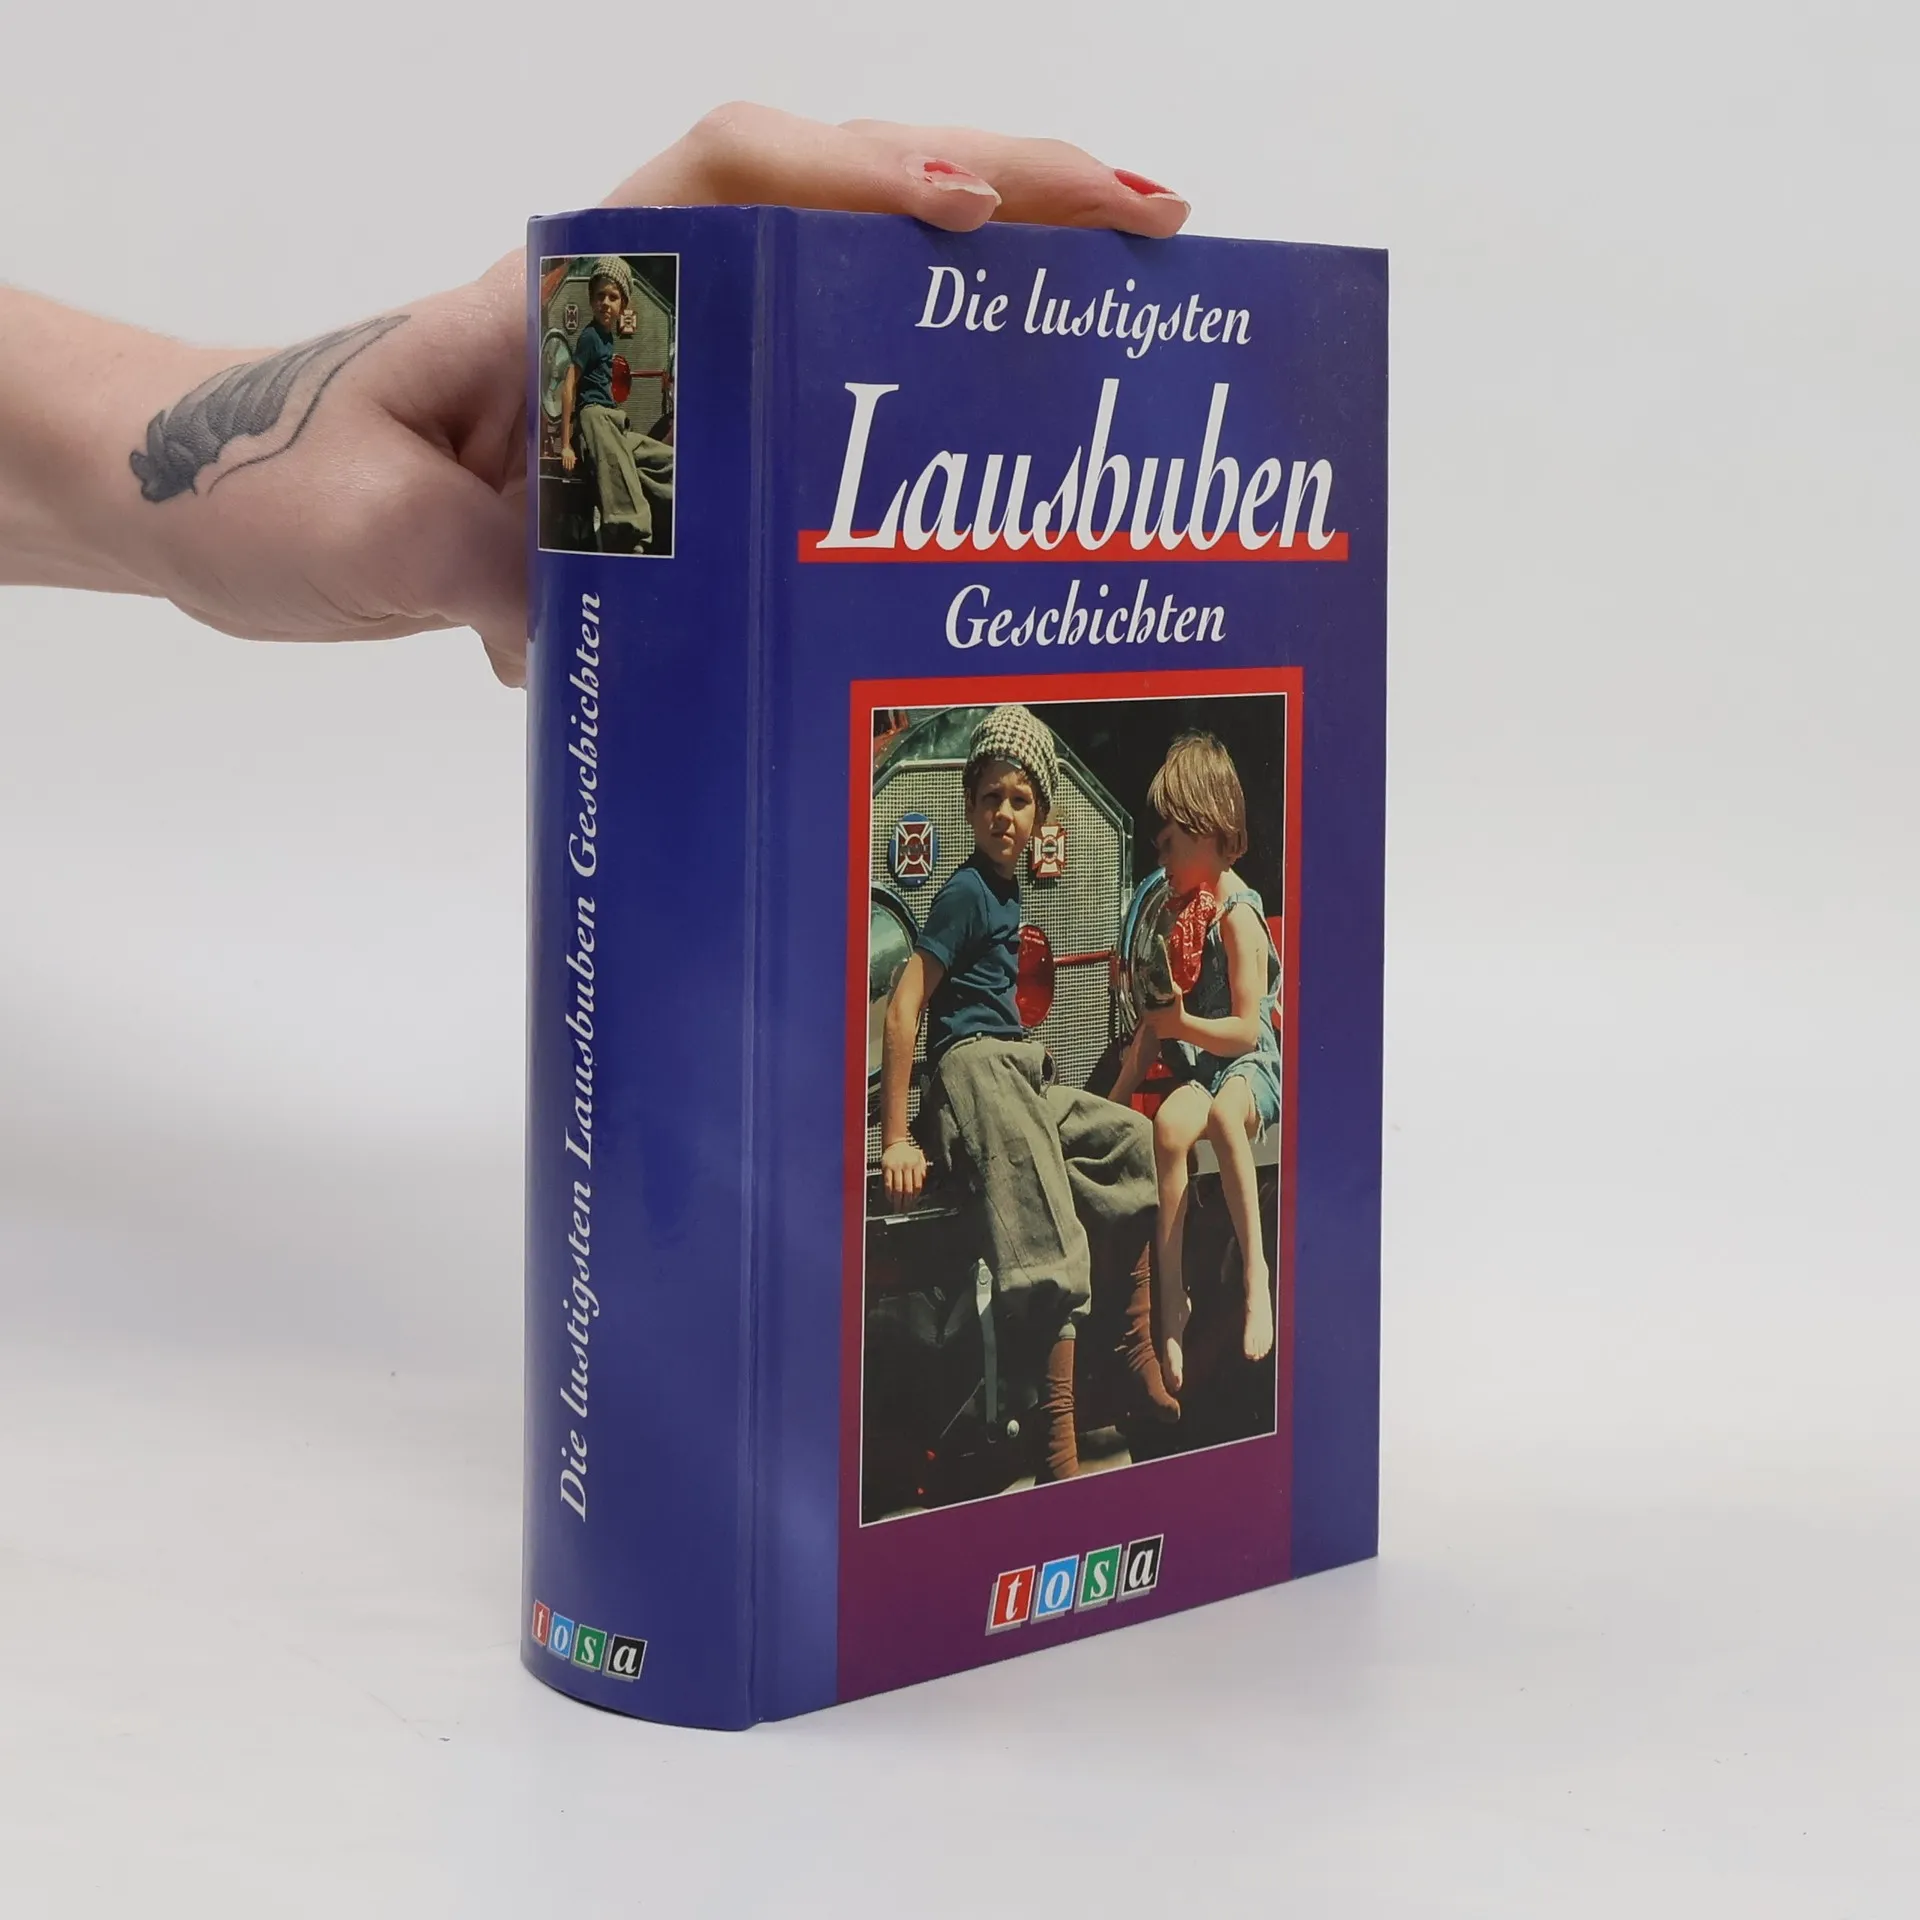 Die lustigsten
Lausbuben
Geschichten
tosa
Die lustigsten Lausbuben Geschichten
tosa